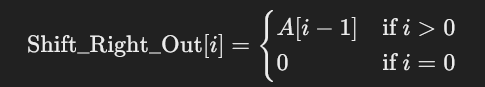 Shift_Right_Out[i] = { A[i − 1] if i > 0
0 if i = 0